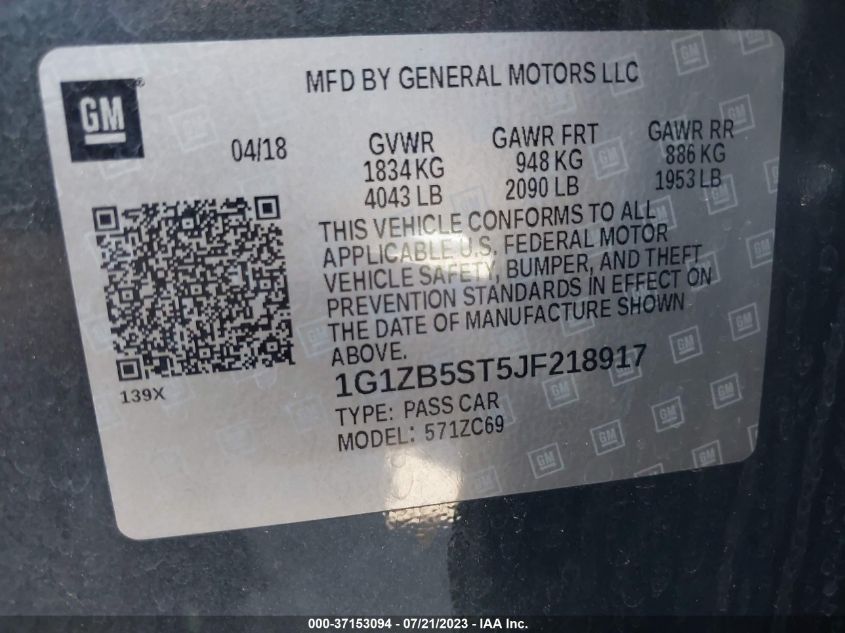 MFD BY GENERAL MOTORS LLC
GM
04/18
GVWR
1834 KG
4043 LB
GAWR FRT
948 KG
2090 LB
GAWR RR
886 KG
1953 LB
THIS VEHICLE CONFORMS TO ALL
APPLICABLE U.S. FEDERAL MOTOR
VEHICLE SAFETY, BUMPER, AND THEFT
PREVENTION STANDARDS IN EFFECT ON
THE DATE OF MANUFACTURE SHOWN
ABOVE.
139X
1G1ZB5ST5JF218917
TYPE: PASS CAR
MODEL: 571ZC69
000-37153094 - 07/21/2023 - IAA Inc.